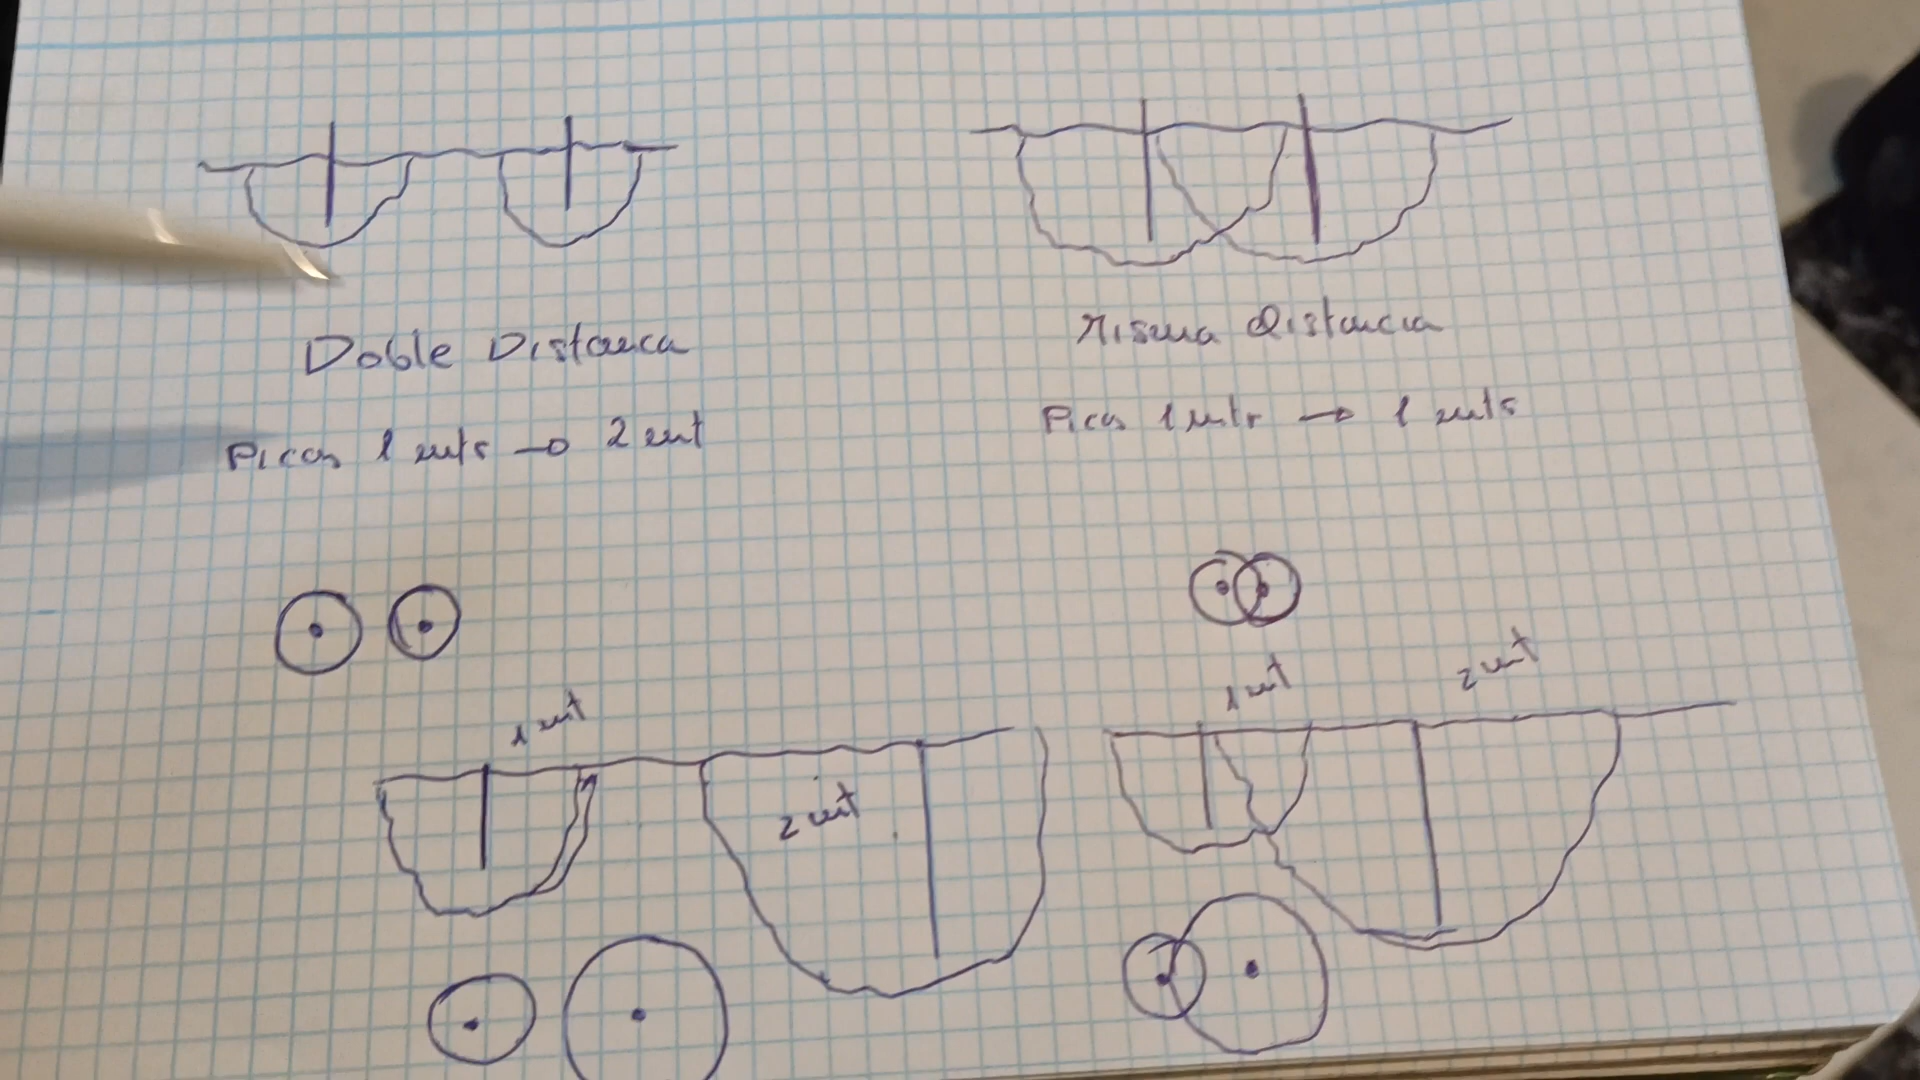 Doble Distanca
Misma Distancia
Picas 1 mts → 2 mt
Picas 1 mts → 1 mts
1 mt
2 mt
1 mt
2 mt